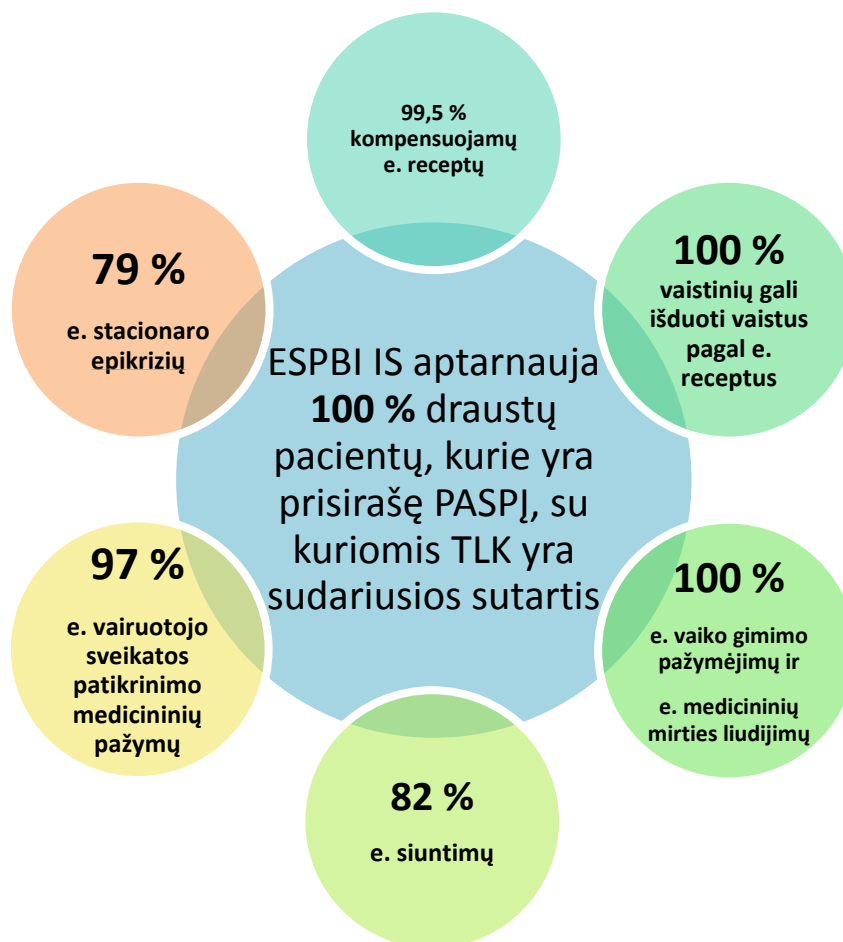 99,5 %
kompensuojamų
e. receptų
100 %
vaistinių gali
išduoti vaistus
pagal e.
receptus
100 %
e. vaiko gimimo
pažymėjimų ir
e. medicininių
mirties liudijimų
82 %
e. siuntimų
97 %
e. vairuotojo
sveikatos
patikrinimo
medicininių
pažymų
79 %
e. stacionaro
epikrizių
ESPBI IS aptarnauja
100 % draustų
pacientų, kurie yra
prisirašę PASPĮ, su
kuriomis TLK yra
sudariusios sutartis